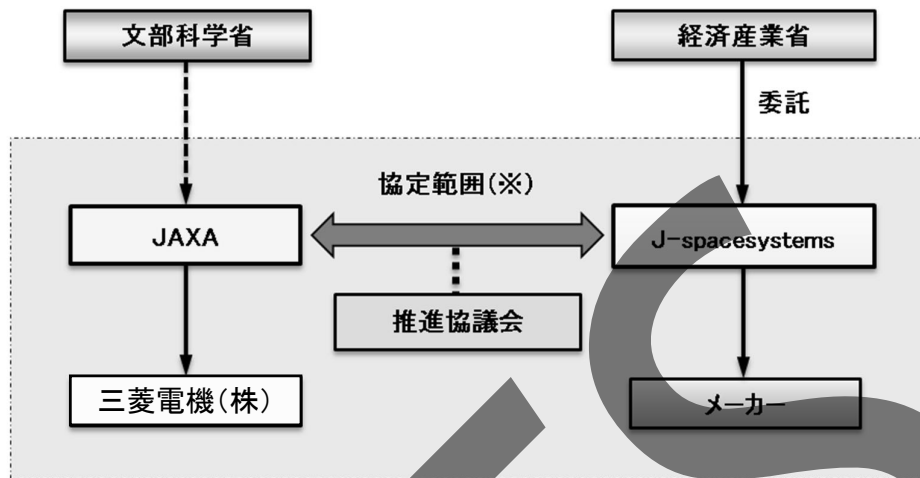 文部科学省
経済産業省
委託
協定範囲(※)
JAXA
J-spacesystems
推進協議会
三菱電機(株)
メーカー